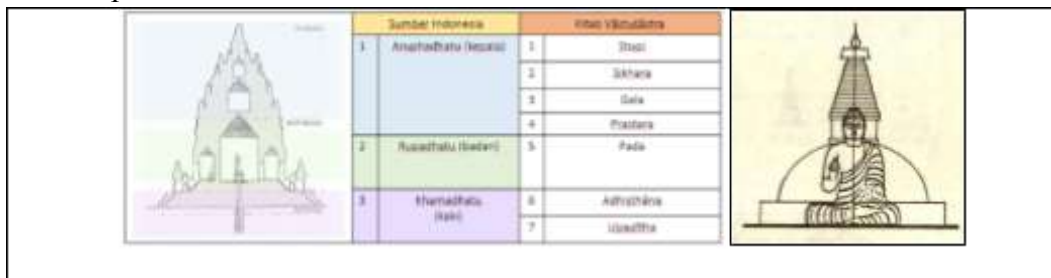 Sumber Indonesia
Kitab Vāstuśāstra
1 Aruphadhatu (kepala) 1 Stupi
2 Sikhara
3 Gala
4 Prastara
2 Rupadhatu (badan) 5 Pada
3 Khamadhatu 6 Adhisthāna
(kaki)
7 Upapītha